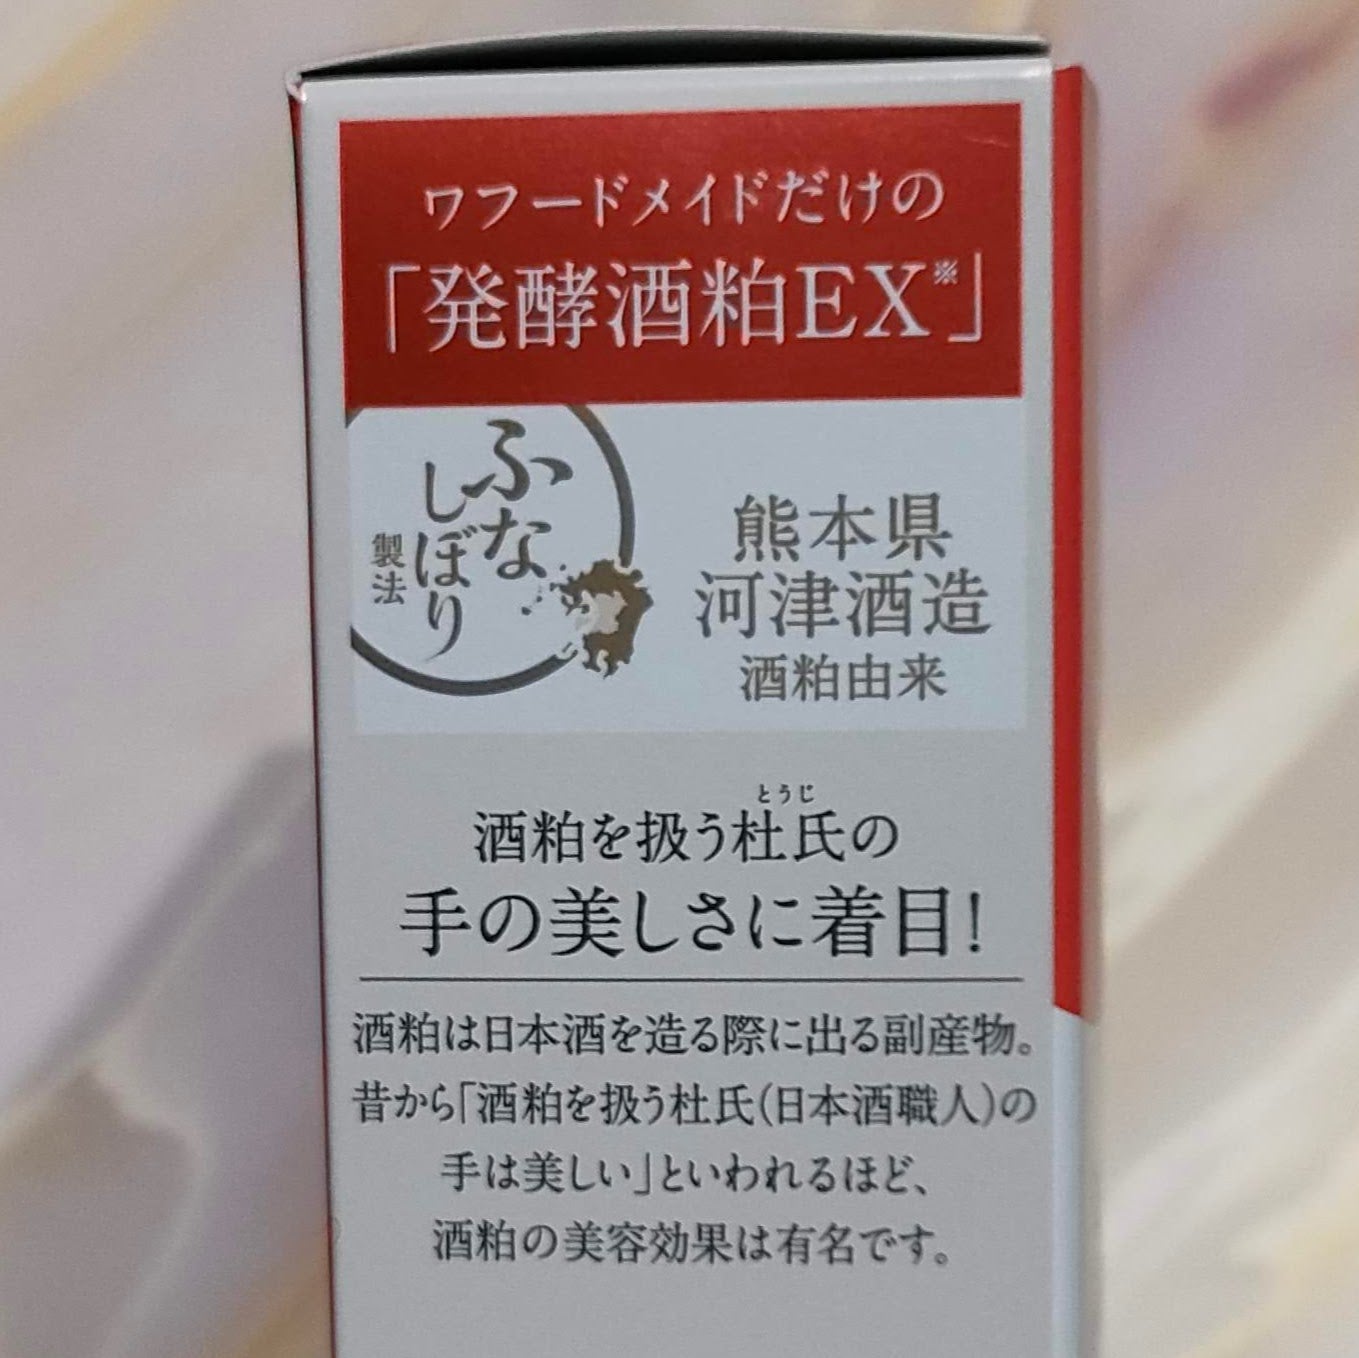 ワフードメイドだけの
「発酵酒粕EX※」
ふな
しぼり
製法
熊本県
河津酒造
酒粕由来
とうじ
酒粕を扱う杜氏の
手の美しさに着目!
酒粕は日本酒を造る際に出る副産物。
昔から「酒粕を扱う杜氏(日本酒職人)の
手は美しい」といわれるほど、
酒粕の美容効果は有名です。